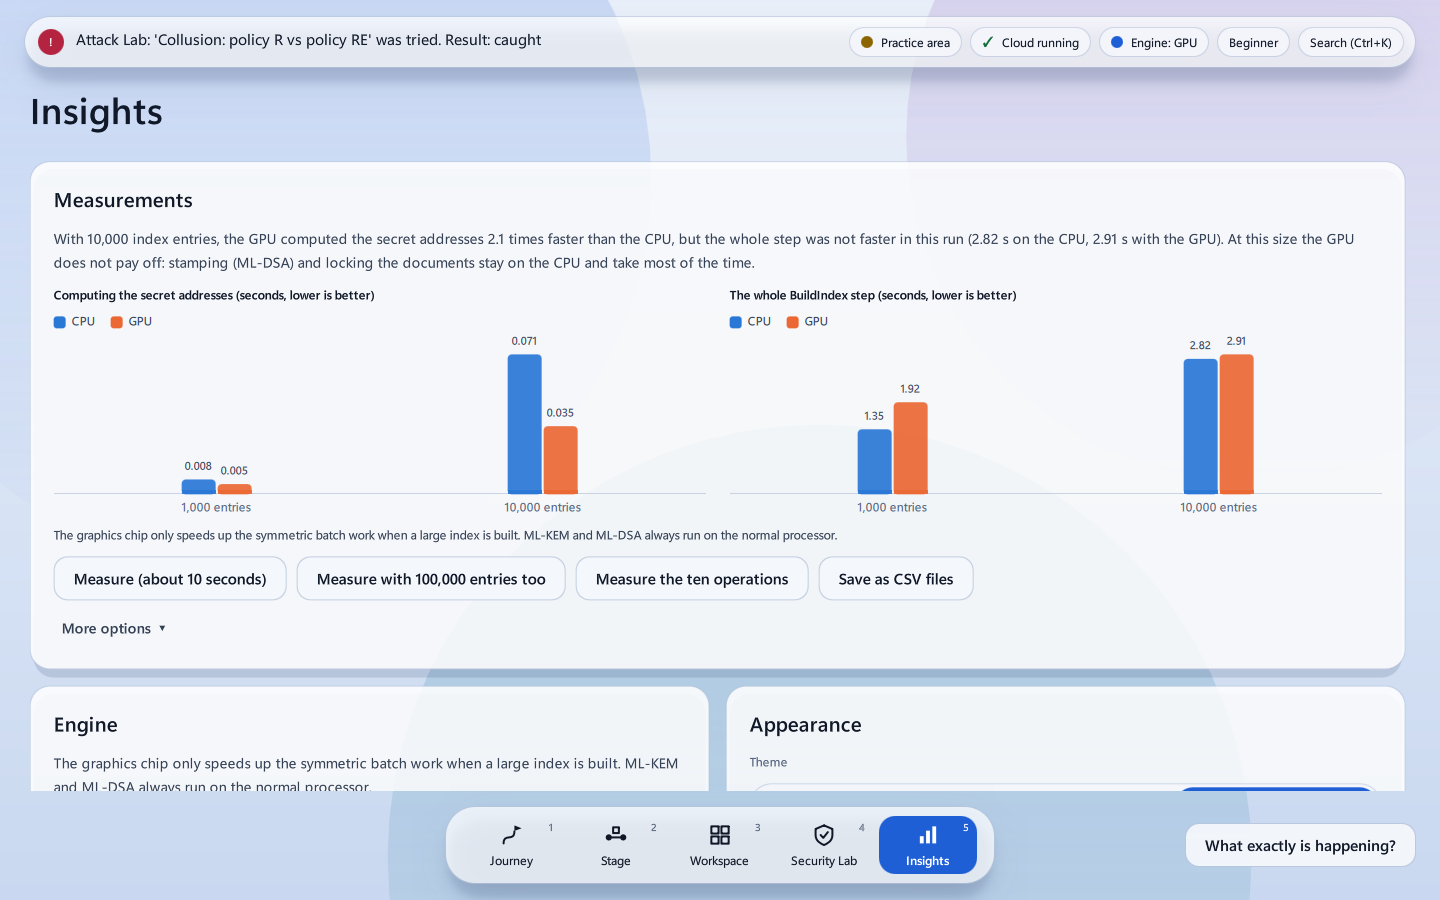 ! Attack Lab: 'Collusion: policy R vs policy RE' was tried. Result: caught
Practice area
✓ Cloud running
Engine: GPU
Beginner
Search (Ctrl+K)
Insights
Measurements
With 10,000 index entries, the GPU computed the secret addresses 2.1 times faster than the CPU, but the whole step was not faster in this run (2.82 s on the CPU, 2.91 s with the GPU). At this size the GPU
does not pay off: stamping (ML-DSA) and locking the documents stay on the CPU and take most of the time.
Computing the secret addresses (seconds, lower is better)
CPU GPU
0.071
0.035
0.008 0.005
1,000 entries 10,000 entries
The whole BuildIndex step (seconds, lower is better)
CPU GPU
2.82 2.91
1.92
1.35
1,000 entries 10,000 entries
The graphics chip only speeds up the symmetric batch work when a large index is built. ML-KEM and ML-DSA always run on the normal processor.
Measure (about 10 seconds)
Measure with 100,000 entries too
Measure the ten operations
Save as CSV files
More options ▼
Engine
The graphics chip only speeds up the symmetric batch work when a large index is built. ML-KEM
and ML-DSA always run on the normal processor.
Appearance
Theme
Journey 1
Stage 2
Workspace 3
Security Lab 4
Insights 5
What exactly is happening?